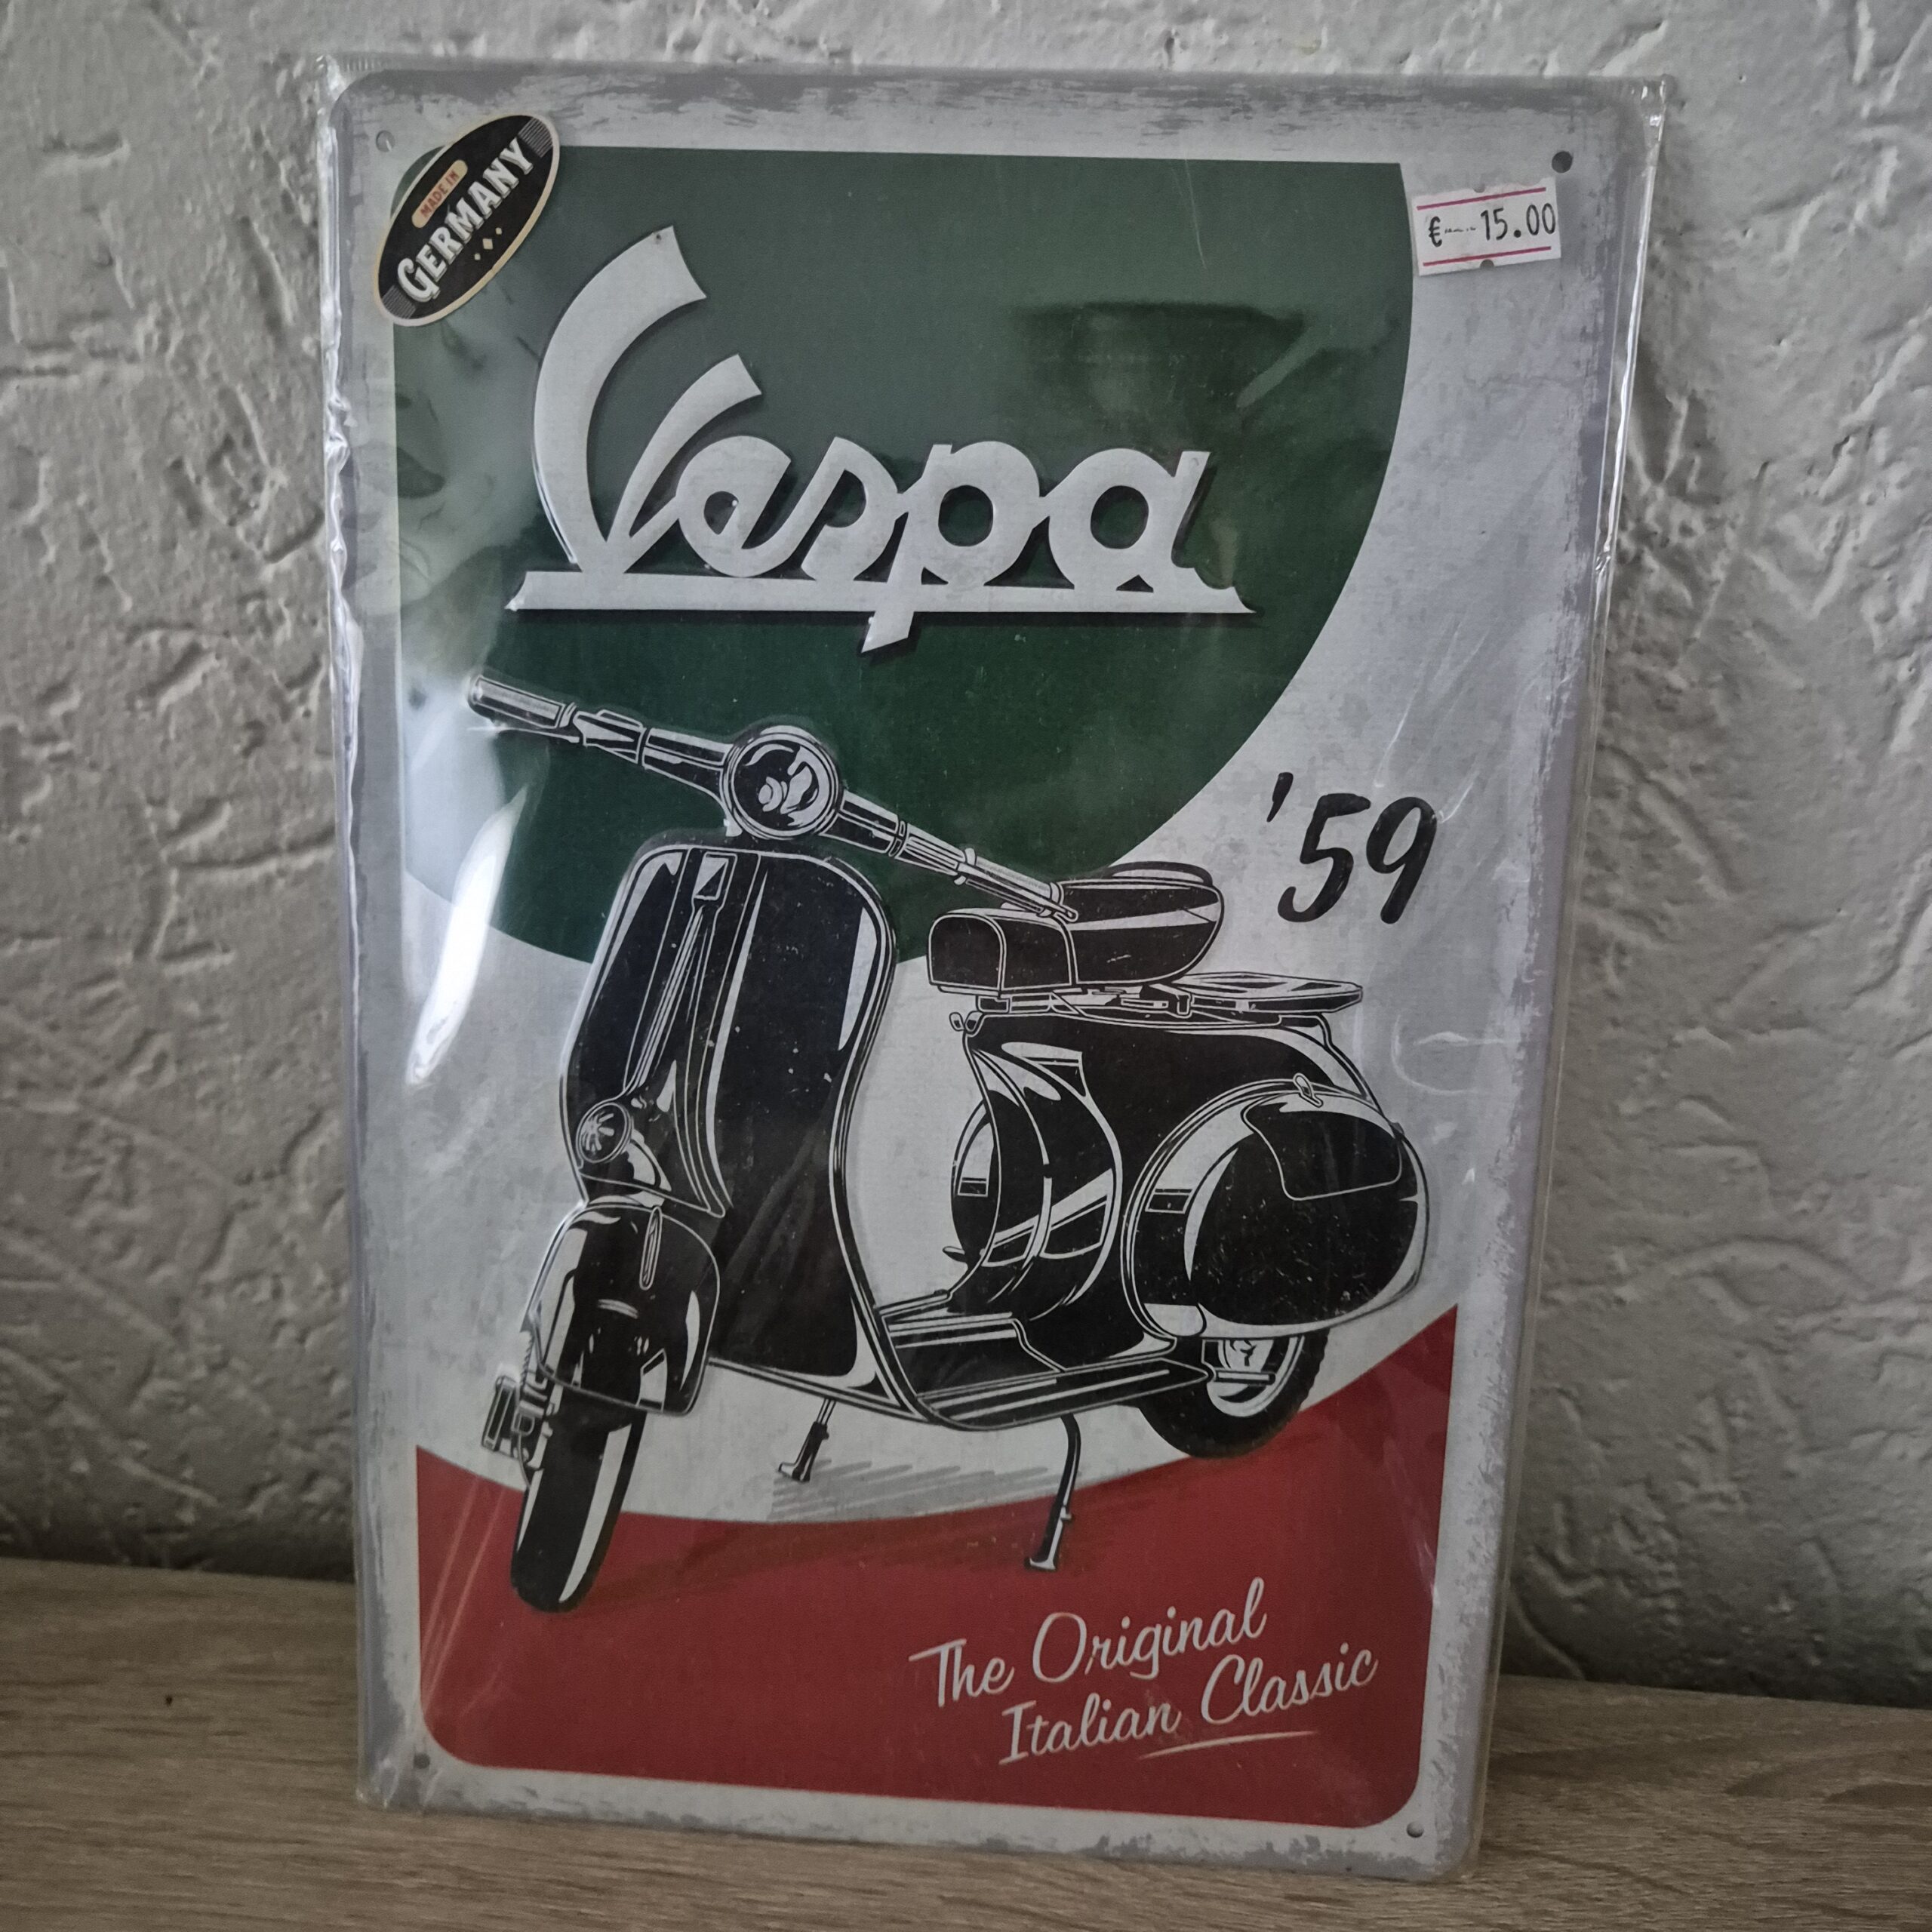 MADE IN
GERMANY
€ 15.00
Vespa
'59
The Original
Italian Classic